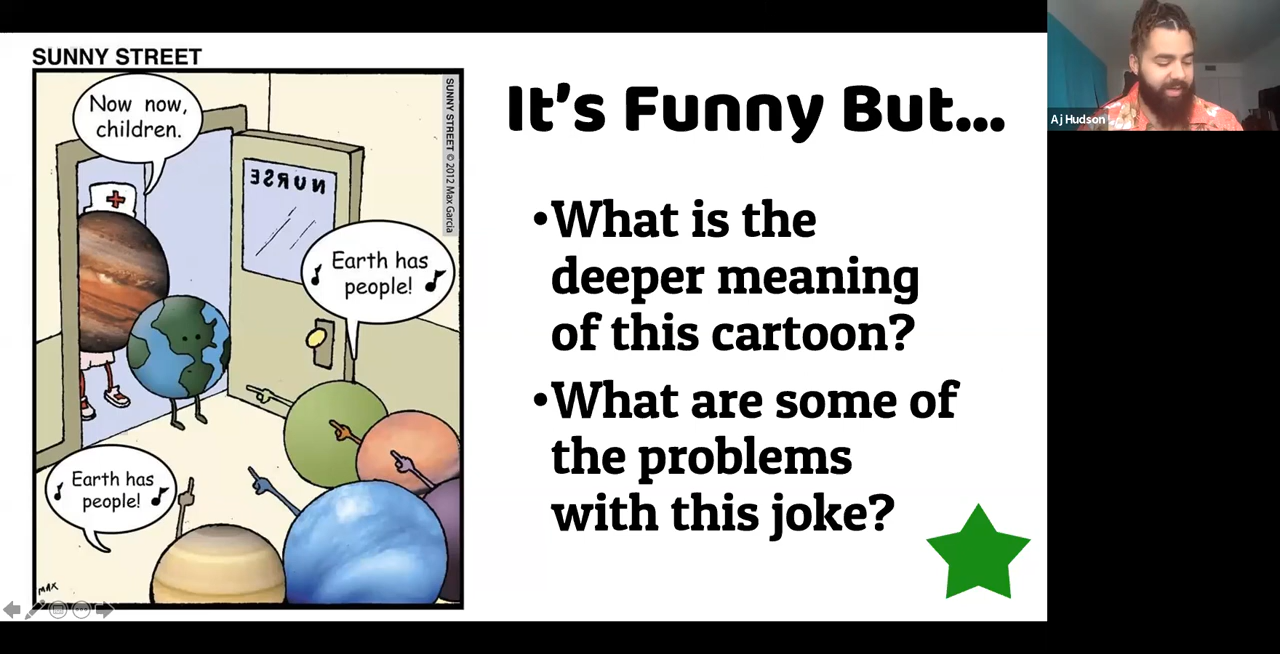 SUNNY STREET
Now now,
children.
SUNNY STREET © 2012 Max Garcia
NURSE
Earth has
people!
Earth has
people!
MAX
It's Funny But...
•What is the
deeper meaning
of this cartoon?
•What are some of
the problems
with this joke?
Aj Hudson